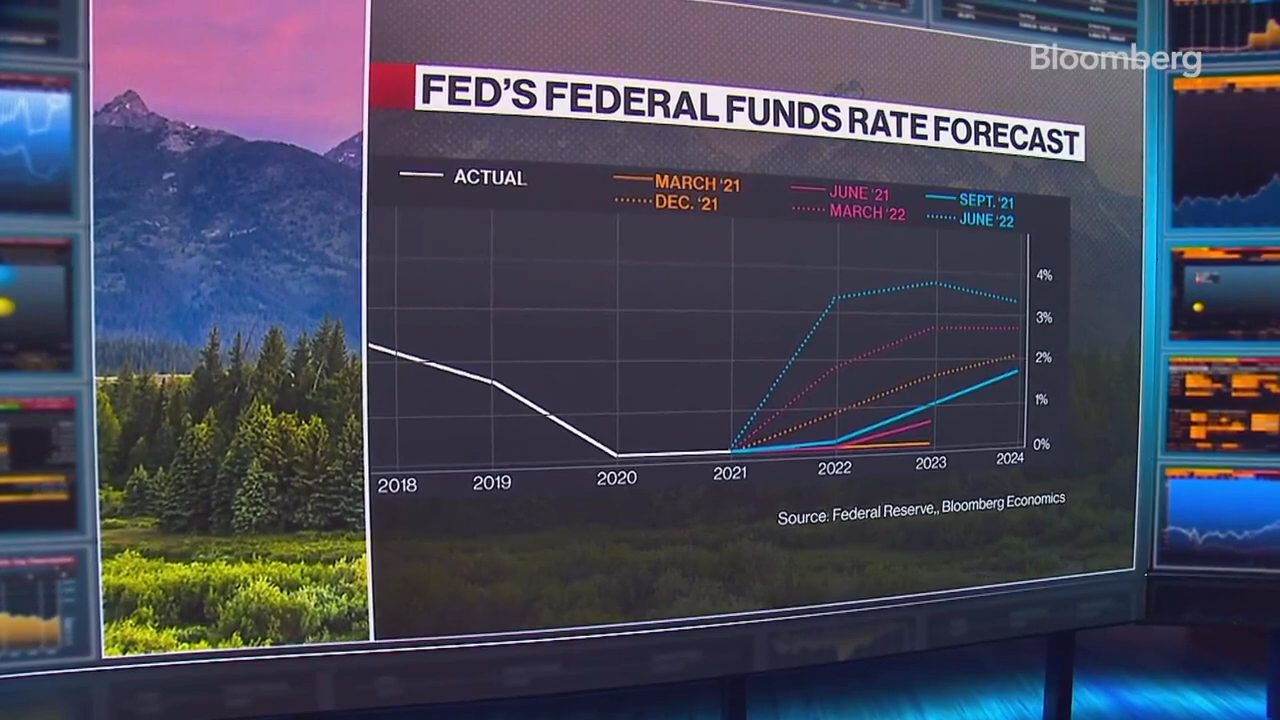 Bloomberg
FED'S FEDERAL FUNDS RATE FORECAST
ACTUAL
MARCH '21
JUNE '21
SEPT. '21
DEC. '21
MARCH '22
JUNE '22
4%
3%
2%
1%
0%
2018
2019
2020
2021
2022
2023
2024
Source: Federal Reserve,, Bloomberg Economics